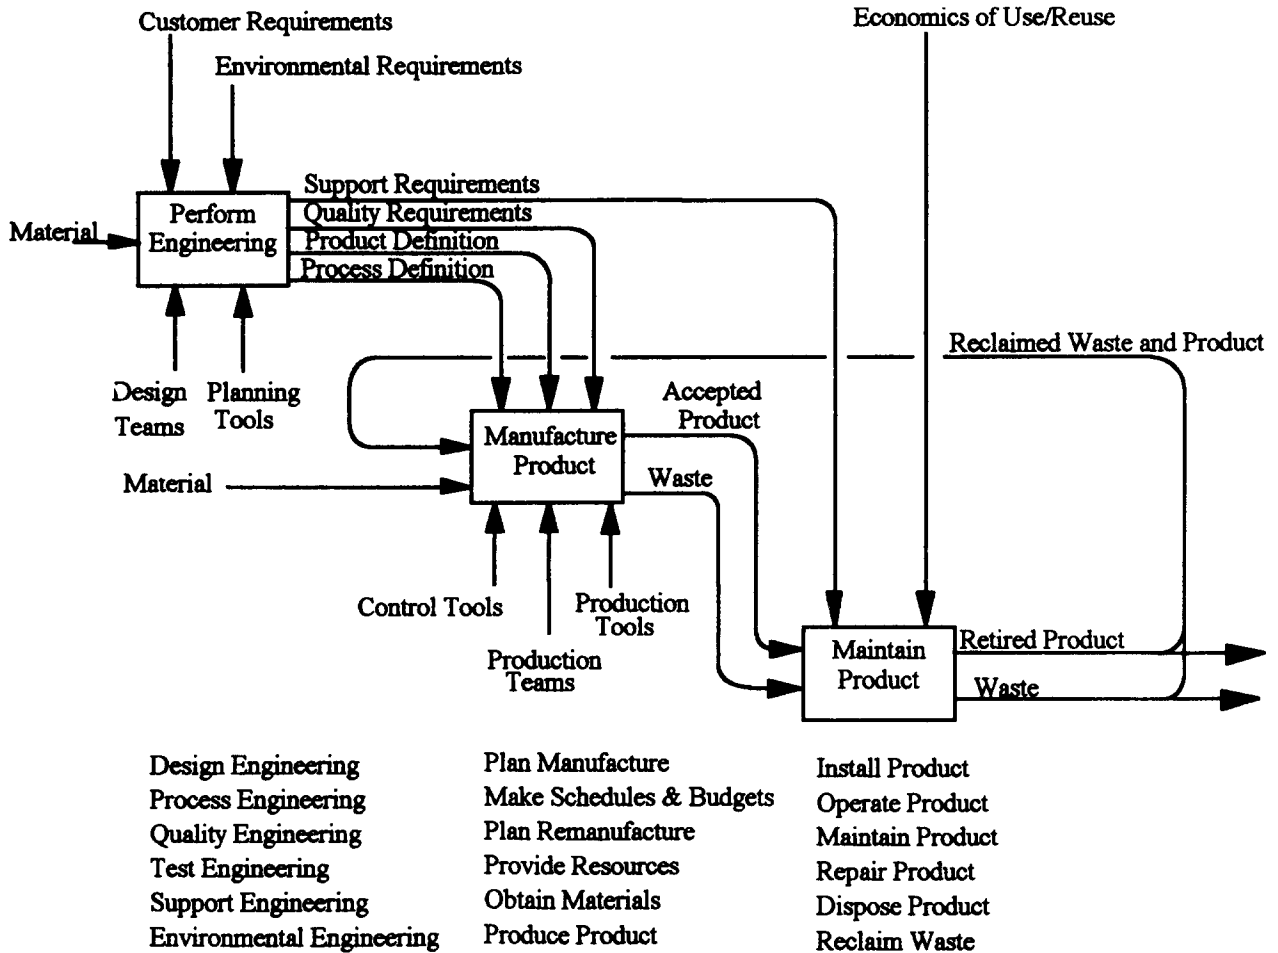 Customer Requirements
Economics of Use/Reuse
Environmental Requirements
Support Requirements
Quality Requirements
Product Definition
Process Definition
Perform
Engineering
Material
Design
Teams
Planning
Tools
Reclaimed Waste and Product
Accepted
Product
Manufacture
Product
Waste
Material
Control Tools
Production
Teams
Production
Tools
Maintain
Product
Retired Product
Waste
Design Engineering
Process Engineering
Quality Engineering
Test Engineering
Support Engineering
Environmental Engineering
Plan Manufacture
Make Schedules & Budgets
Plan Remanufacture
Provide Resources
Obtain Materials
Produce Product
Install Product
Operate Product
Maintain Product
Repair Product
Dispose Product
Reclaim Waste